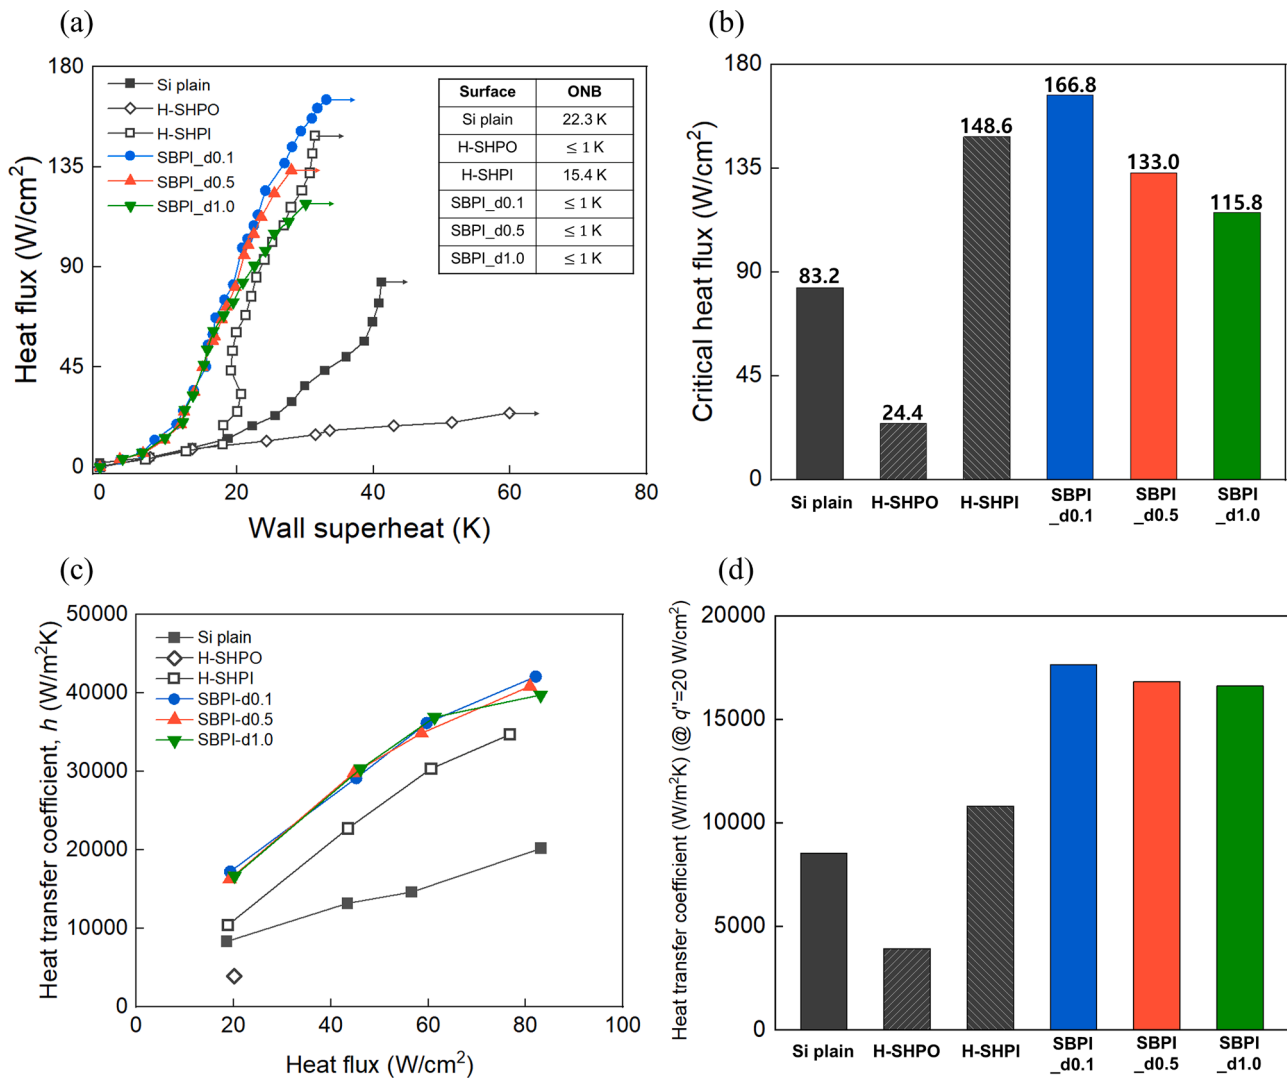 (a)
180
135
90
45
0
Heat flux (W/cm²)
Si plain
H-SHPO
H-SHPI
SBPI_d0.1
SBPI_d0.5
SBPI_d1.0
Surface ONB
Si plain 22.3 K
H-SHPO ≤ 1 K
H-SHPI 15.4 K
SBPI_d0.1 ≤ 1 K
SBPI_d0.5 ≤ 1 K
SBPI_d1.0 ≤ 1 K
0 20 40 60 80
Wall superheat (K)
(b)
180
135
90
45
0
Critical heat flux (W/cm²)
83.2
24.4
148.6
166.8
133.0
115.8
Si plain H-SHPO H-SHPI SBPI SBPI SBPI
_d0.1 _d0.5 _d1.0
(c)
50000
40000
30000
20000
10000
0
Heat transfer coefficient, h (W/m²K)
Si plain
H-SHPO
H-SHPI
SBPI-d0.1
SBPI-d0.5
SBPI-d1.0
0 20 40 60 80 100
Heat flux (W/cm²)
(d)
20000
15000
10000
5000
0
Heat transfer coefficient (W/m²K) (@ q"=20 W/cm²)
Si plain H-SHPO H-SHPI SBPI SBPI SBPI
_d0.1 _d0.5 _d1.0